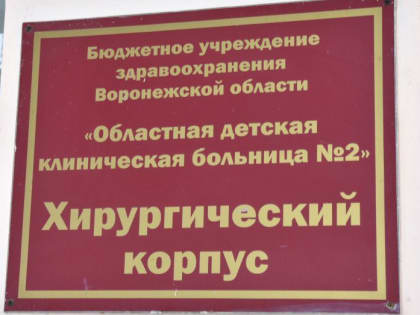 Бюджетное учреждение
здравоохранения
Воронежской области
«Областная детская
клиническая больница №2»
Хирургический
корпус